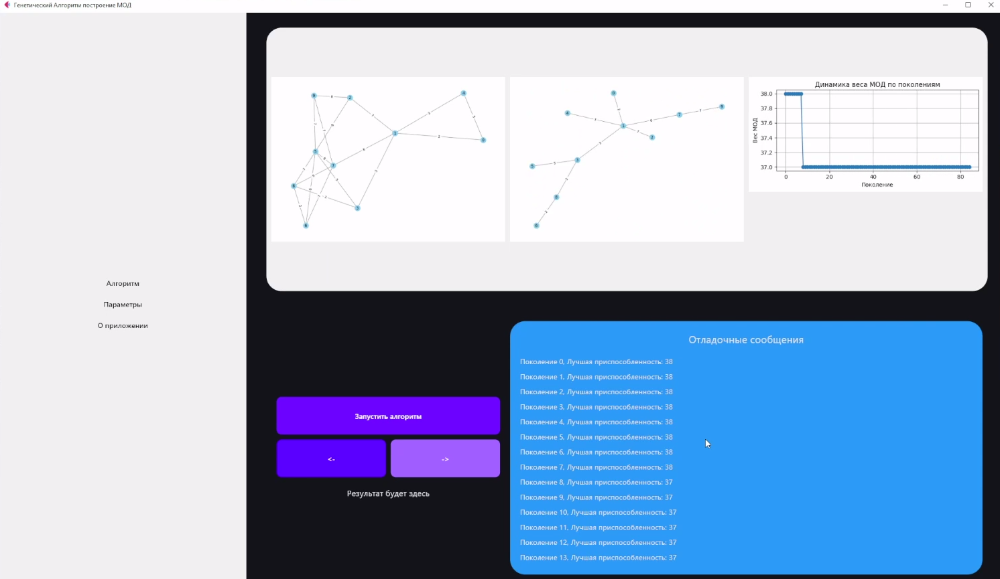 Генетический Алгоритм построение МОД
Алгоритм
Параметры
О приложении
Динамика веса МОД по поколениям
Вес МОД
38.0
37.8
37.6
37.4
37.2
37.0
0
20
40
60
80
Поколение
Запустить алгоритм
<-
->
Результат будет здесь
Отладочные сообщения
Поколение 0, Лучшая приспособленность: 38
Поколение 1, Лучшая приспособленность: 38
Поколение 2, Лучшая приспособленность: 38
Поколение 3, Лучшая приспособленность: 38
Поколение 4, Лучшая приспособленность: 38
Поколение 5, Лучшая приспособленность: 38
Поколение 6, Лучшая приспособленность: 38
Поколение 7, Лучшая приспособленность: 38
Поколение 8, Лучшая приспособленность: 37
Поколение 9, Лучшая приспособленность: 37
Поколение 10, Лучшая приспособленность: 37
Поколение 11, Лучшая приспособленность: 37
Поколение 12, Лучшая приспособленность: 37
Поколение 13, Лучшая приспособленность: 37